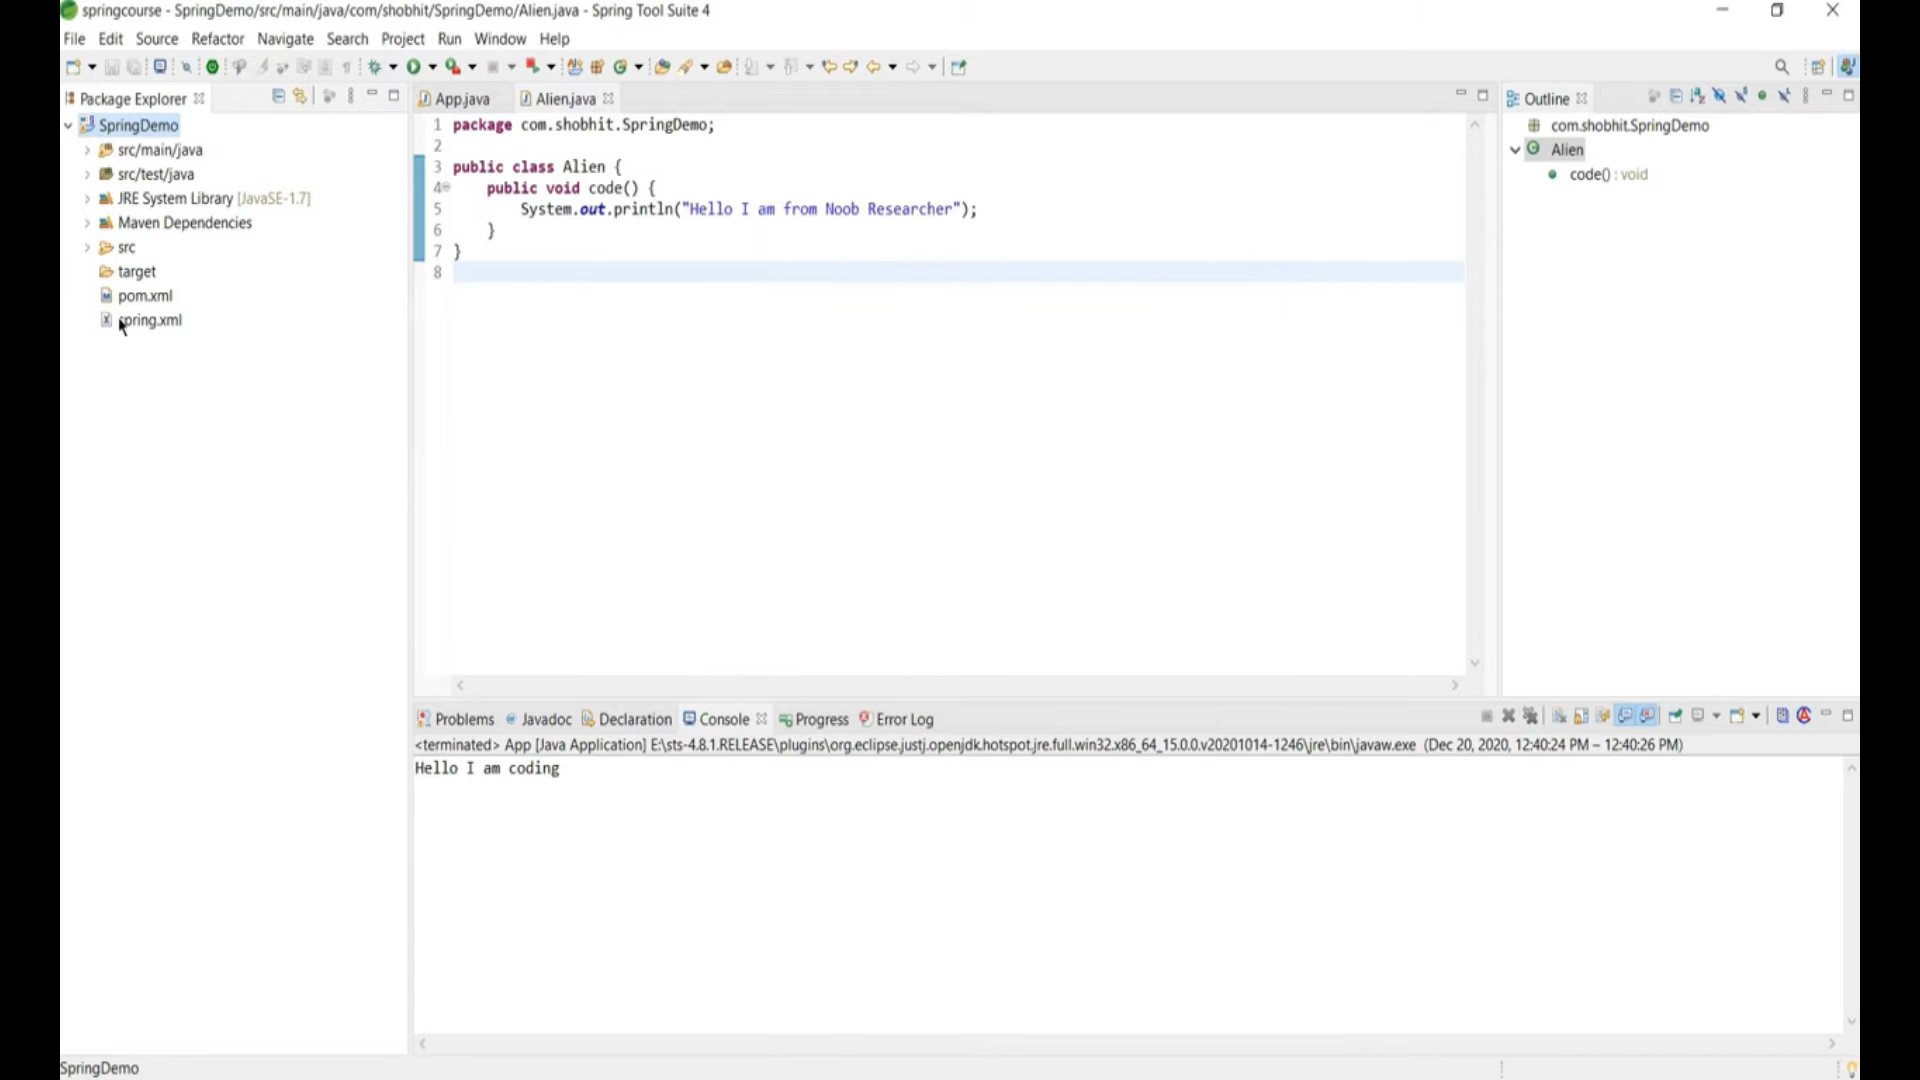 springcourse - SpringDemo/src/main/java/com/shobhit/SpringDemo/Alien.java - Spring Tool Suite 4
File Edit Source Refactor Navigate Search Project Run Window Help
Package Explorer
SpringDemo
src/main/java
src/test/java
JRE System Library [JavaSE-1.7]
Maven Dependencies
src
target
pom.xml
spring.xml
App.java Alien.java
1 package com.shobhit.SpringDemo;
2
3 public class Alien {
4 public void code() {
5 System.out.println("Hello I am from Noob Researcher");
6 }
7 }
8
Outline
com.shobhit.SpringDemo
Alien
code() : void
Problems Javadoc Declaration Console Progress Error Log
<terminated> App [Java Application] E:\sts-4.8.1.RELEASE\plugins\org.eclipse.justj.openjdk.hotspot.jre.full.win32.x86_64_15.0.0.v20201014-1246\jre\bin\javaw.exe (Dec 20, 2020, 12:40:24 PM – 12:40:26 PM)
Hello I am coding
SpringDemo